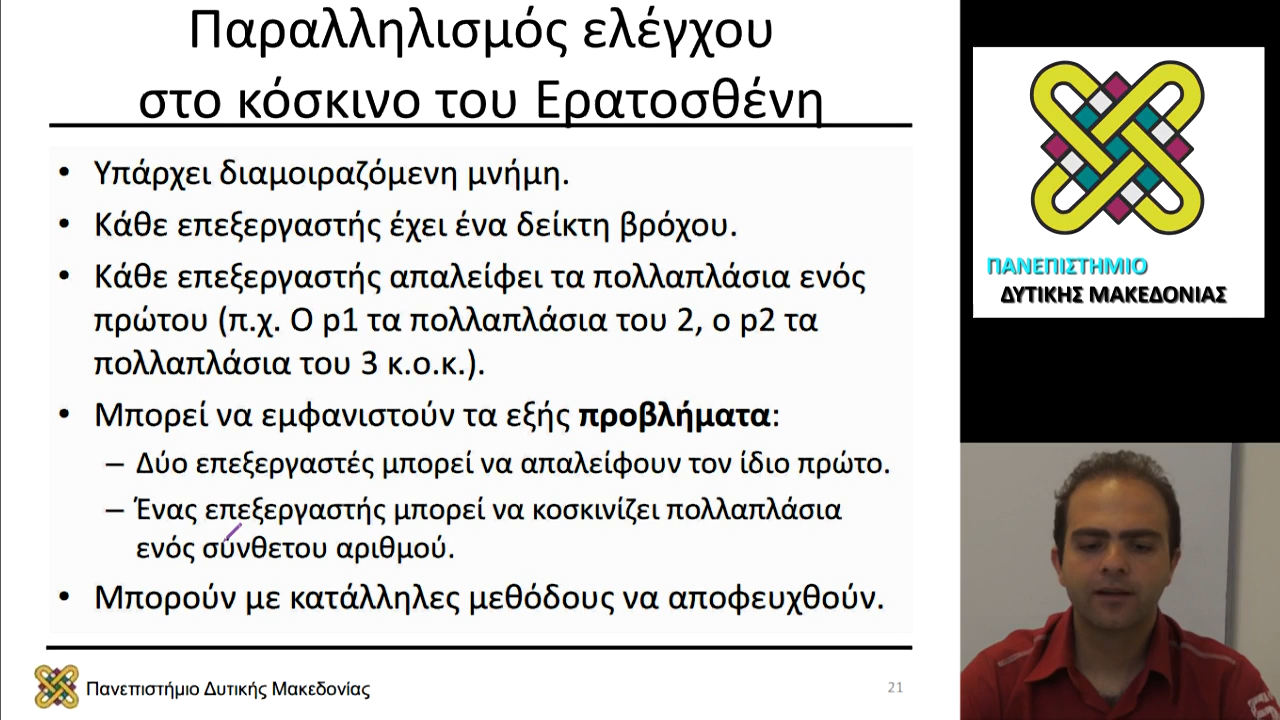 Παραλληλισμός ελέγχου
στο κόσκινο του Ερατοσθένη
• Υπάρχει διαμοιραζόμενη μνήμη.
• Κάθε επεξεργαστής έχει ένα δείκτη βρόχου.
• Κάθε επεξεργαστής απαλείφει τα πολλαπλάσια ενός
πρώτου (π.χ. Ο p1 τα πολλαπλάσια του 2, ο p2 τα
πολλαπλάσια του 3 κ.ο.κ.).
• Μπορεί να εμφανιστούν τα εξής προβλήματα:
– Δύο επεξεργαστές μπορεί να απαλείφουν τον ίδιο πρώτο.
– Ένας επεξεργαστής μπορεί να κοσκινίζει πολλαπλάσια
ενός σύνθετου αριθμού.
• Μπορούν με κατάλληλες μεθόδους να αποφευχθούν.
Πανεπιστήμιο Δυτικής Μακεδονίας
21
ΠΑΝΕΠΙΣΤΗΜΙΟ
ΔΥΤΙΚΗΣ ΜΑΚΕΔΟΝΙΑΣ